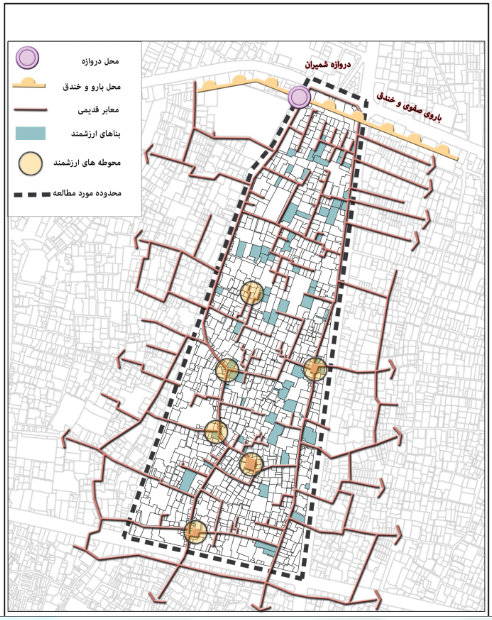 محل دروازه
محل بارو و خندق
معابر قدیمی
بناهای ارزشمند
محوطه های ارزشمند
محدوده مورد مطالعه
دروازه شمیران
باروی صفوی و خندق